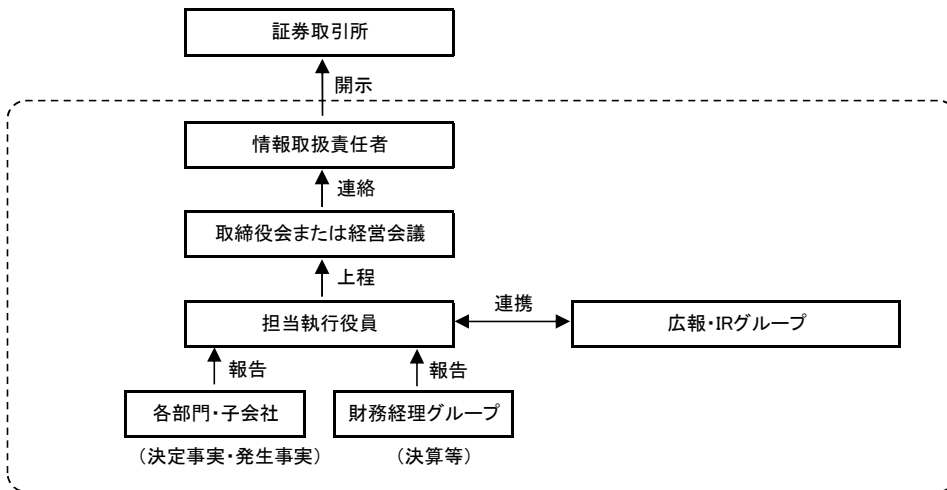 証券取引所
開示
情報取扱責任者
連絡
取締役会または経営会議
上程
担当執行役員
連携
広報・IRグループ
報告
報告
各部門・子会社
財務経理グループ
（決定事実・発生事実）
（決算等）